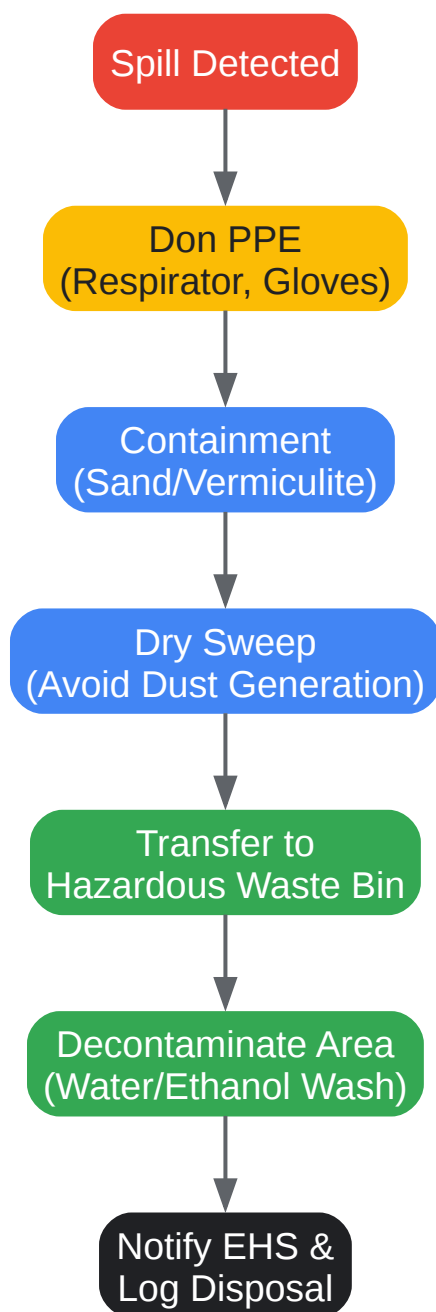 Spill Detected
Don PPE
(Respirator, Gloves)
Containment
(Sand/Vermiculite)
Dry Sweep
(Avoid Dust Generation)
Transfer to
Hazardous Waste Bin
Decontaminate Area
(Water/Ethanol Wash)
Notify EHS &
Log Disposal